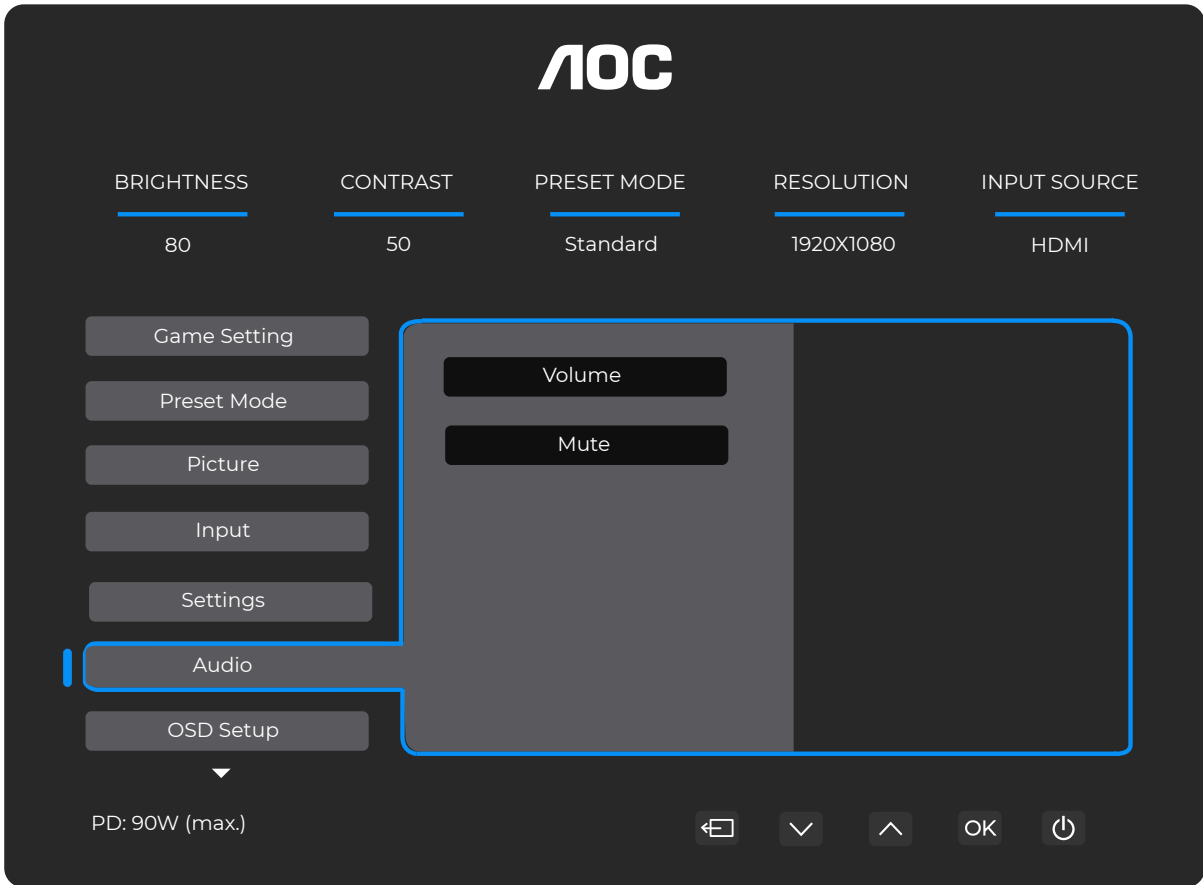 AOC
BRIGHTNESS CONTRAST PRESET MODE RESOLUTION INPUT SOURCE
80 50 Standard 1920X1080 HDMI
Game Setting
Preset Mode
Picture
Input
Settings
Audio
OSD Setup
Volume
Mute
PD: 90W (max.)
OK